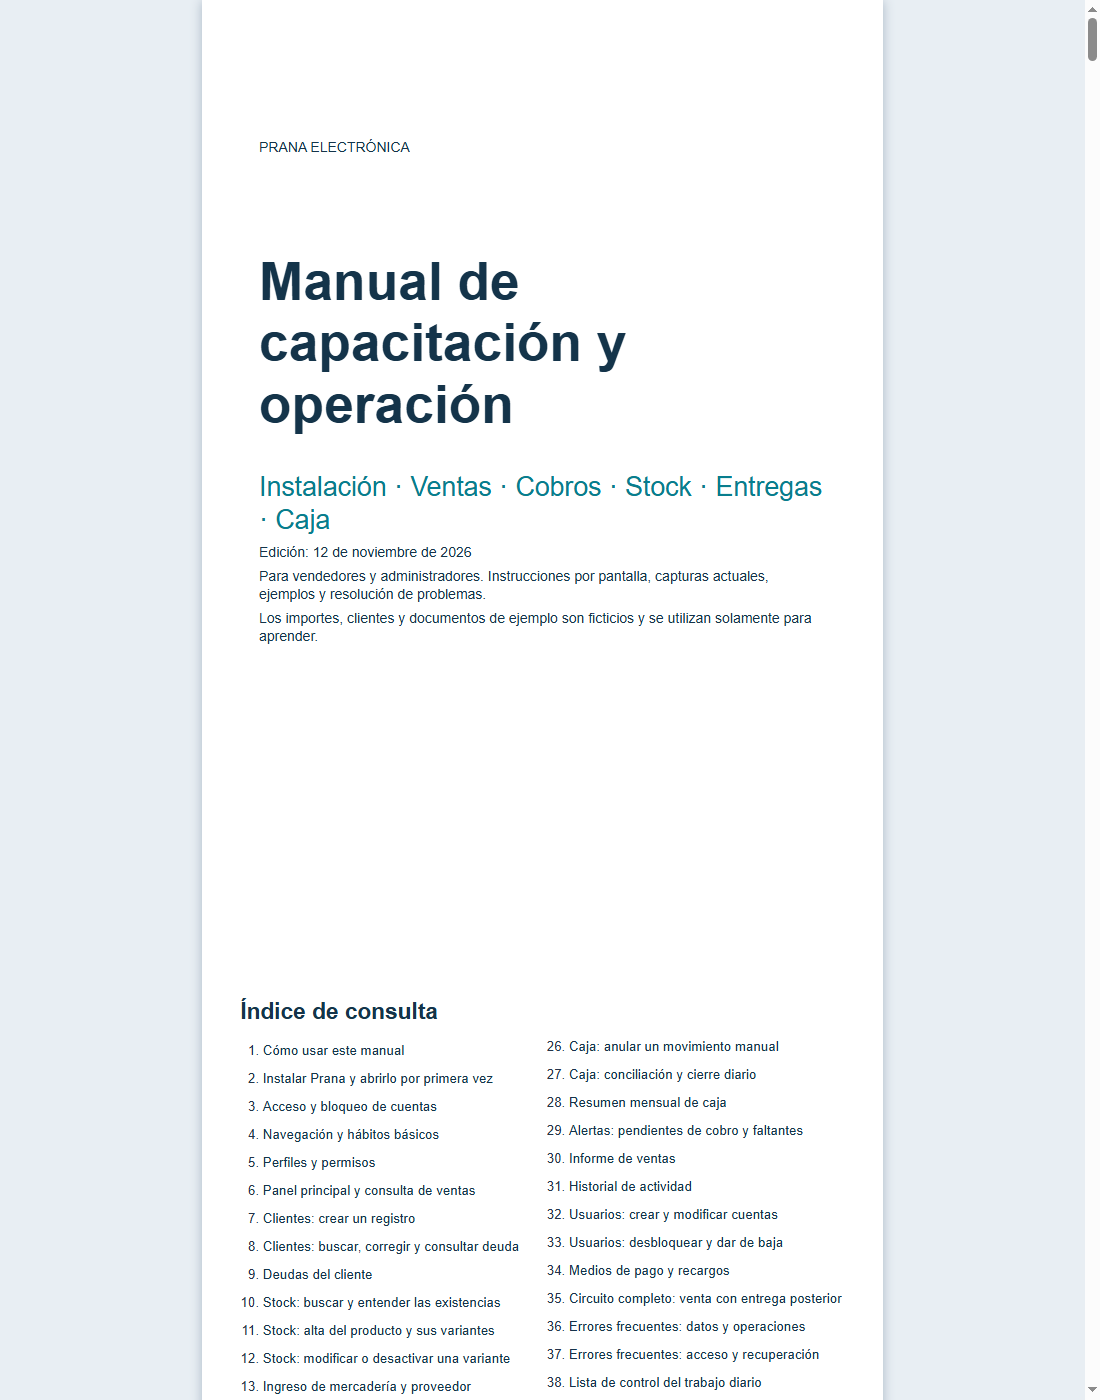 PRANA ELECTRÓNICA
Manual de
capacitación y
operación
Instalación · Ventas · Cobros · Stock · Entregas
· Caja
Edición: 12 de noviembre de 2026
Para vendedores y administradores. Instrucciones por pantalla, capturas actuales,
ejemplos y resolución de problemas.
Los importes, clientes y documentos de ejemplo son ficticios y se utilizan solamente para
aprender.
Índice de consulta
1. Cómo usar este manual
2. Instalar Prana y abrirlo por primera vez
3. Acceso y bloqueo de cuentas
4. Navegación y hábitos básicos
5. Perfiles y permisos
6. Panel principal y consulta de ventas
7. Clientes: crear un registro
8. Clientes: buscar, corregir y consultar deuda
9. Deudas del cliente
10. Stock: buscar y entender las existencias
11. Stock: alta del producto y sus variantes
12. Stock: modificar o desactivar una variante
13. Ingreso de mercadería y proveedor
26. Caja: anular un movimiento manual
27. Caja: conciliación y cierre diario
28. Resumen mensual de caja
29. Alertas: pendientes de cobro y faltantes
30. Informe de ventas
31. Historial de actividad
32. Usuarios: crear y modificar cuentas
33. Usuarios: desbloquear y dar de baja
34. Medios de pago y recargos
35. Circuito completo: venta con entrega posterior
36. Errores frecuentes: datos y operaciones
37. Errores frecuentes: acceso y recuperación
38. Lista de control del trabajo diario